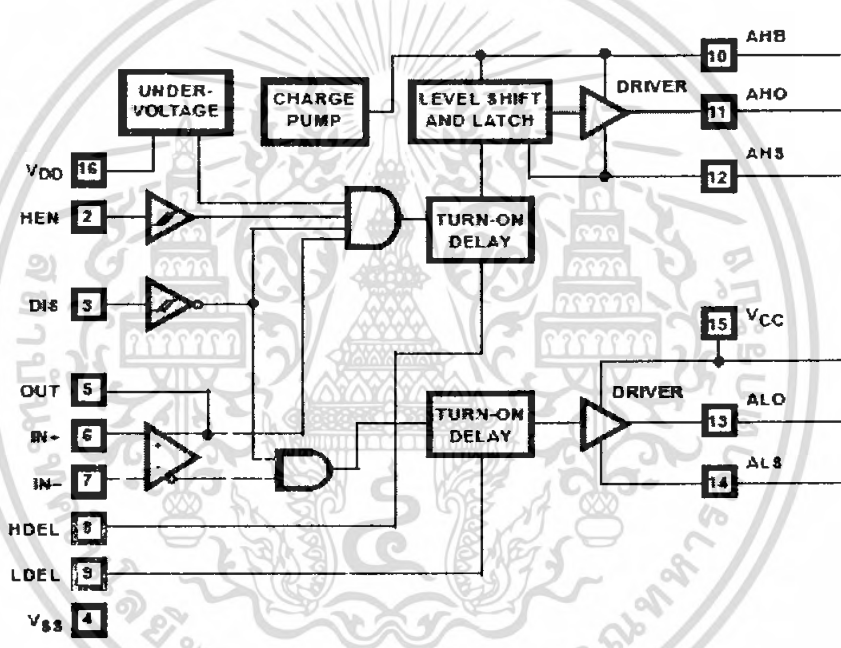 UNDER-
VOLTAGE
CHARGE
PUMP
LEVEL SHIFT
AND LATCH
DRIVER
10
AHB
11
AHO
12
AHS
VDD
16
HEN
2
DIS
3
TURN-ON
DELAY
15
VCC
OUT
5
IN+
6
+
IN-
7
-
TURN-ON
DELAY
DRIVER
ALO
13
ALS
14
HDEL
8
LDEL
9
VSS
4